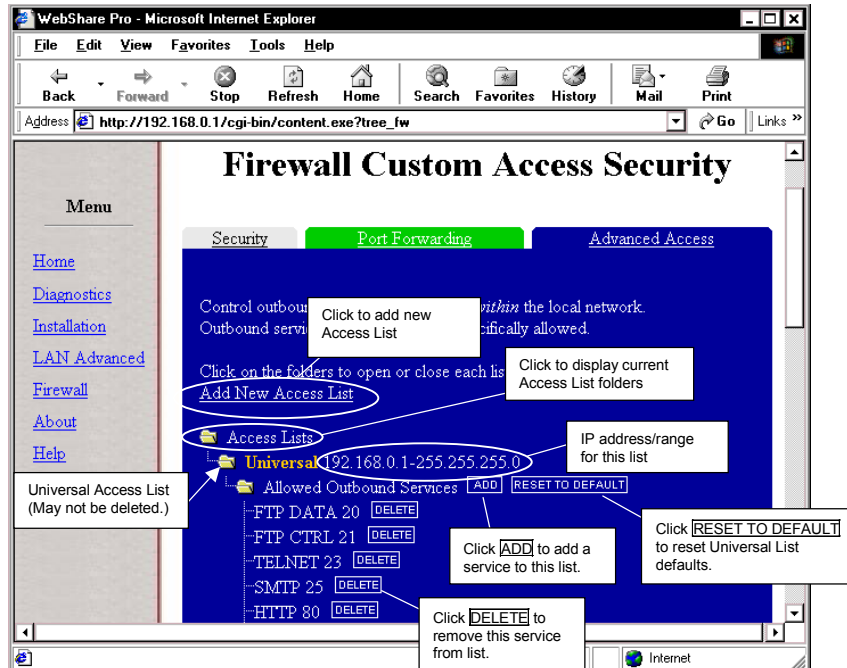 WebShare Pro - Microsoft Internet Explorer
File Edit View Favorites Tools Help
Back Forward Stop Refresh Home Search Favorites History Mail Print
Address http://192.168.0.1/cgi-bin/content.exe?tree_fw Go Links »
Firewall Custom Access Security
Menu
Home
Diagnostics
Installation
LAN Advanced
Firewall
About
Help
Security Port Forwarding Advanced Access
Control within the local network.
Outbound allowed.
Click on the folders to open or close each
Add New Access List
Access Lists
Universal 192.168.0.1-255.255.255.0
Allowed Outbound Services ADD RESET TO DEFAULT
FTP DATA 20 DELETE
FTP CTRL 21 DELETE
TELNET 23 DELETE
SMTP 25 DELETE
HTTP 80 DELETE
Click to add new
Access List
Click to display current
Access List folders
IP address/range
for this list
Universal Access List
(May not be deleted.)
Click ADD to add a
service to this list.
Click RESET TO DEFAULT
to reset Universal List
defaults.
Click DELETE to
remove this service
from list.
Internet